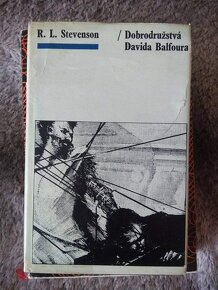 R. L. Stevenson / Dobrodružstvá
Davida Balfoura